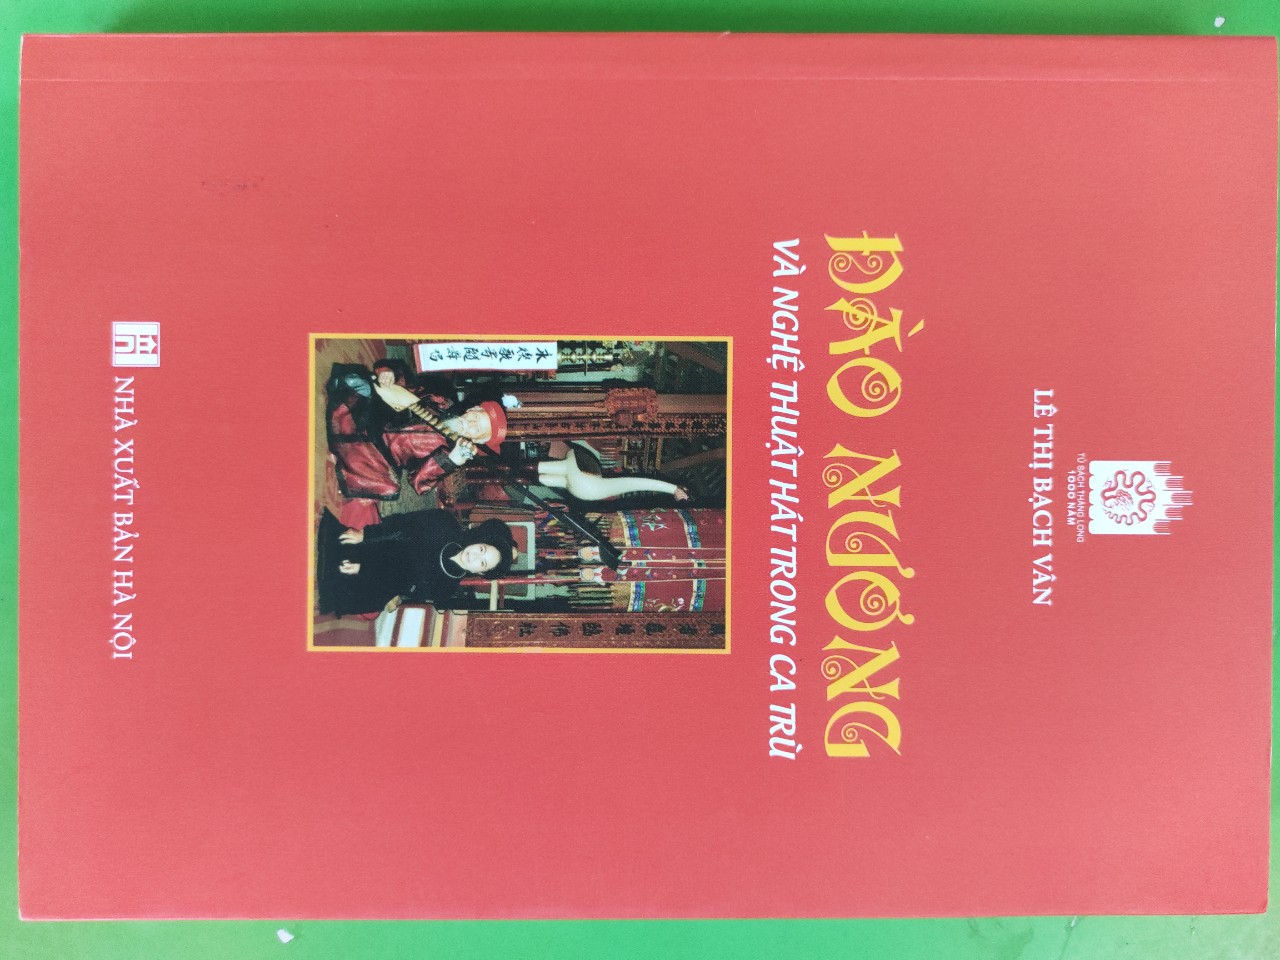 TỦ SÁCH THĂNG LONG
1000 NĂM
LÊ THỊ BẠCH VÂN
ĐÀO NƯƠNG
VÀ NGHỆ THUẬT HÁT TRONG CA TRÙ
NHÀ XUẤT BẢN HÀ NỘI